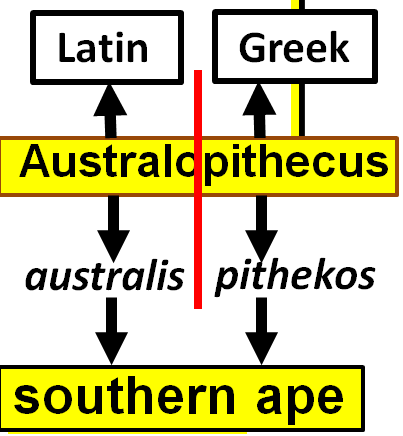 Latin Greek
Australopithecus
australis pithekos
southern ape